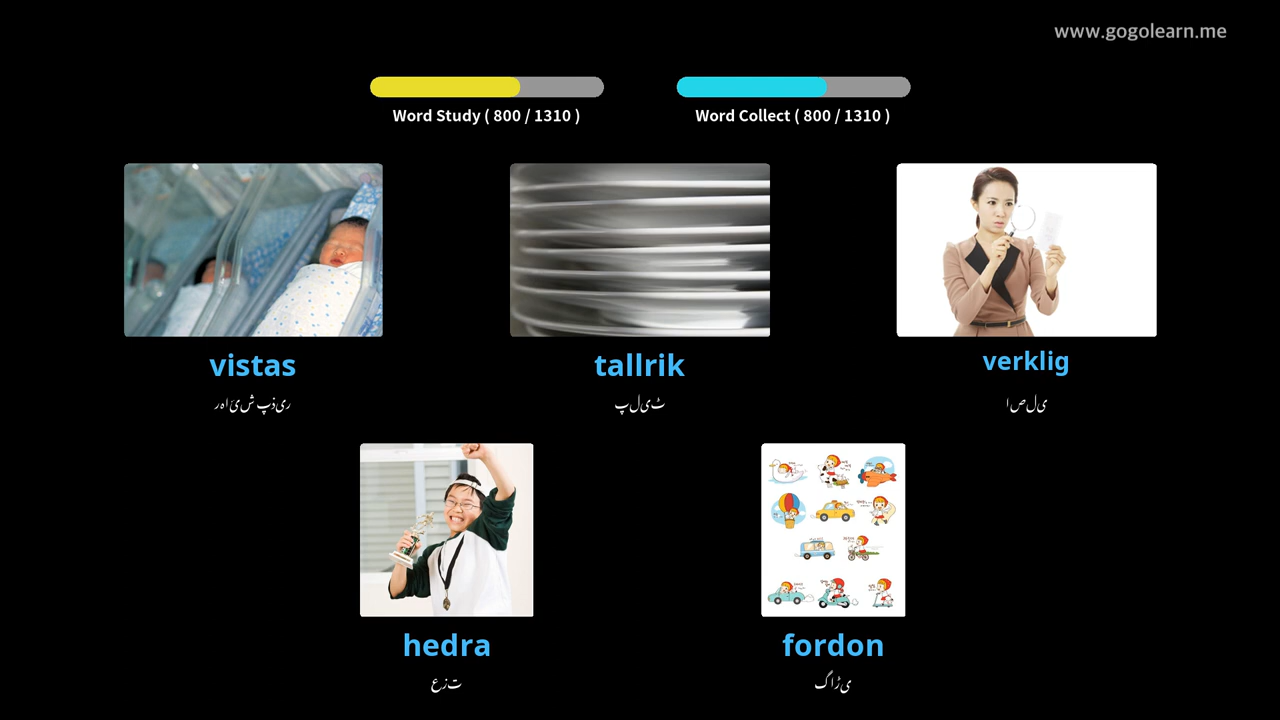 www.gogolearn.me
Word Study ( 800 / 1310 )
Word Collect ( 800 / 1310 )
vistas
tallrik
verklig
رہائش پذیر
پلیٹ
اصلی
hedra
fordon
عزت
گاڑی